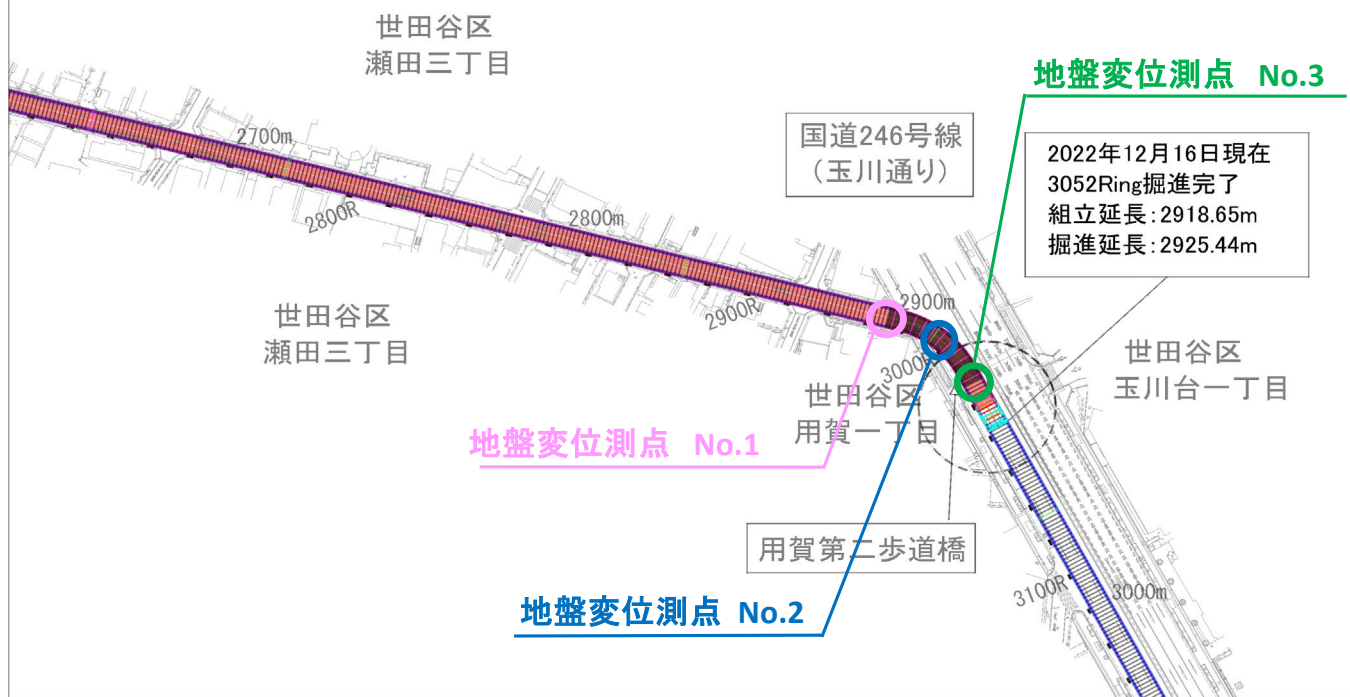 世田谷区
瀬田三丁目
地盤変位測点 No.3
国道246号線
（玉川通り）
2022年12月16日現在
3052Ring掘進完了
組立延長：2918.65m
掘進延長：2925.44m
2700m
2800R
2800m
2900R
2900m
世田谷区
瀬田三丁目
3000R
世田谷区
用賀一丁目
世田谷区
玉川台一丁目
地盤変位測点 No.1
用賀第二歩道橋
地盤変位測点 No.2
3100R
3000m